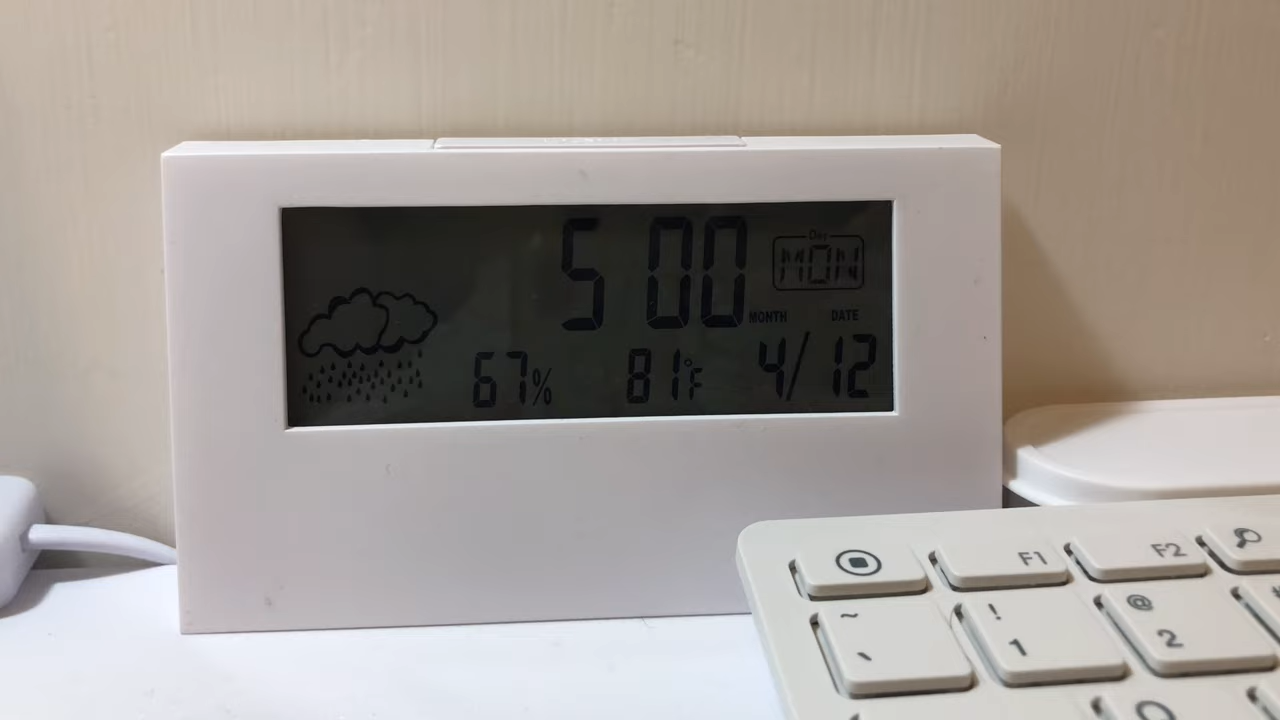 5 00
Day
MON
MONTH DATE
67% 81°F 4/12
F1 F2
~ ! @
` 1 2